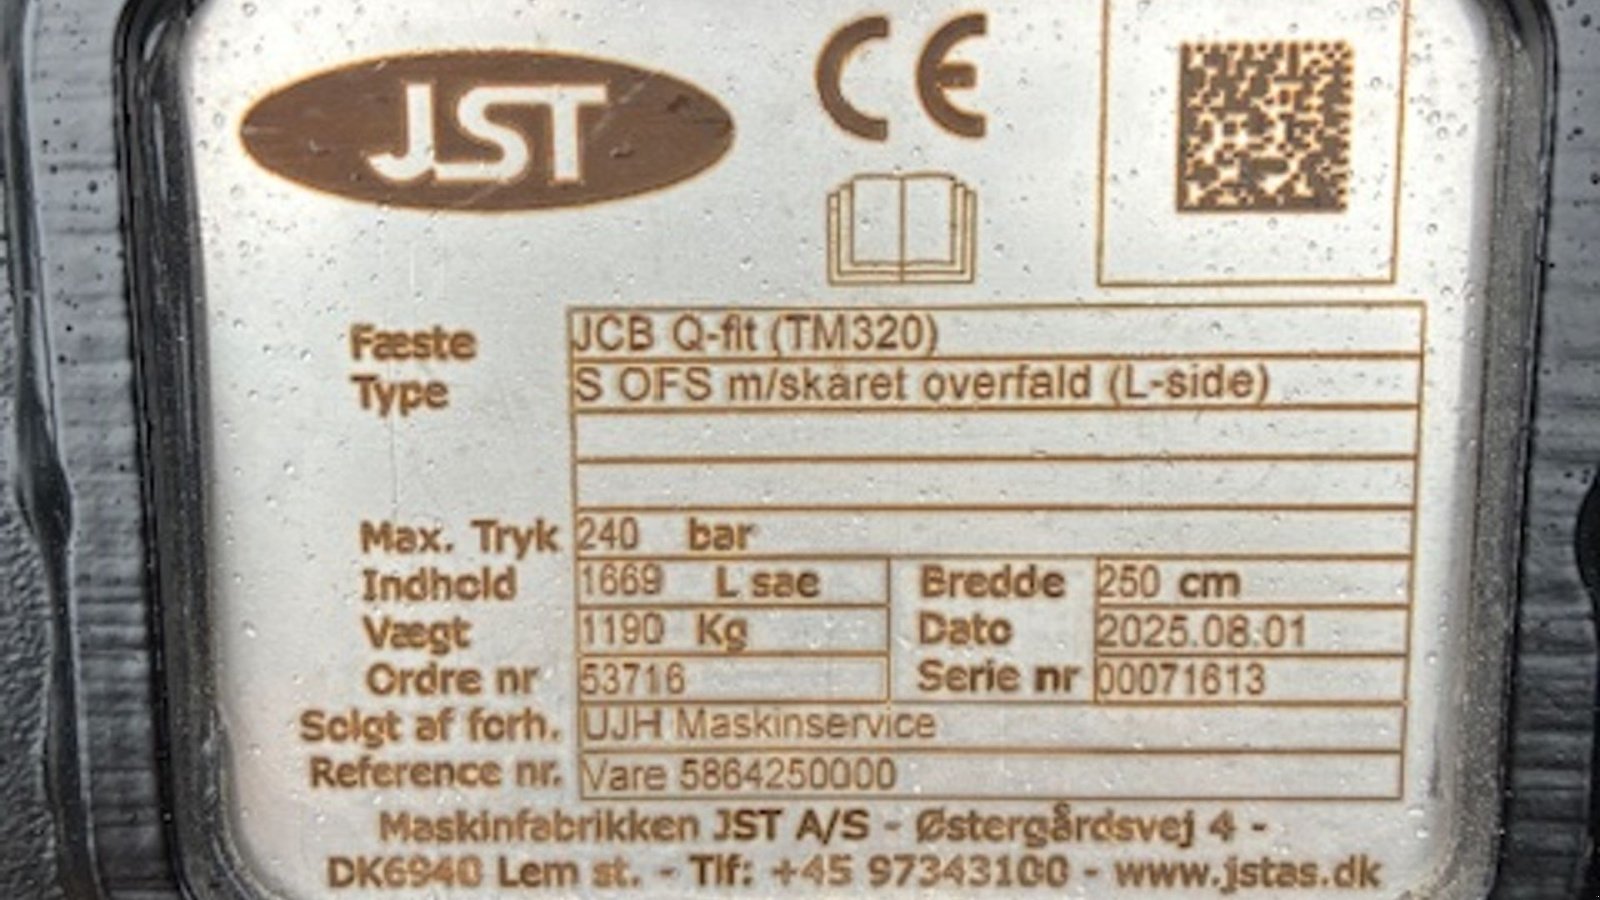 JST
CE
Fæste JCB Q-fit (TM320)
Type S OFS m/skåret overfald (L-side)
Max. Tryk 240 bar
Indhold 1669 L sae Bredde 250 cm
Vægt 1190 Kg Dato 2025.08.01
Ordre nr 53716 Serie nr 00071613
Solgt af forh. UJH Maskinservice
Reference nr. Vare 5864250000
Maskinfabrikken JST A/S - Østergårdsvej 4 -
DK6940 Lem st. - Tlf: +45 97343100 - www.jstas.dk